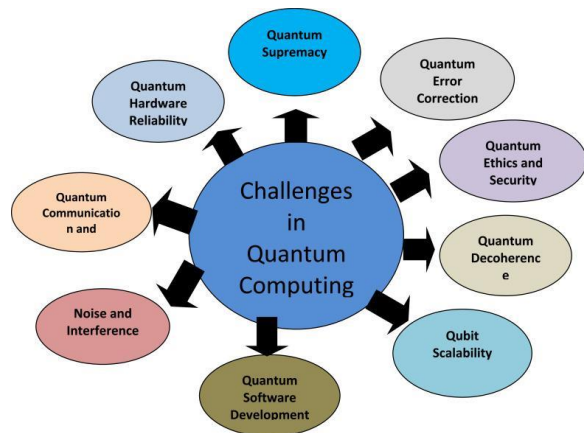 Quantum
Supremacy
Quantum
Error
Correction
Quantum
Hardware
Reliability
Quantum
Ethics and
Security
Challenges
in
Quantum
Computing
Quantum
Communicatio
n and
Quantum
Decoherenc
e
Noise and
Interference
Qubit
Scalability
Quantum
Software
Development